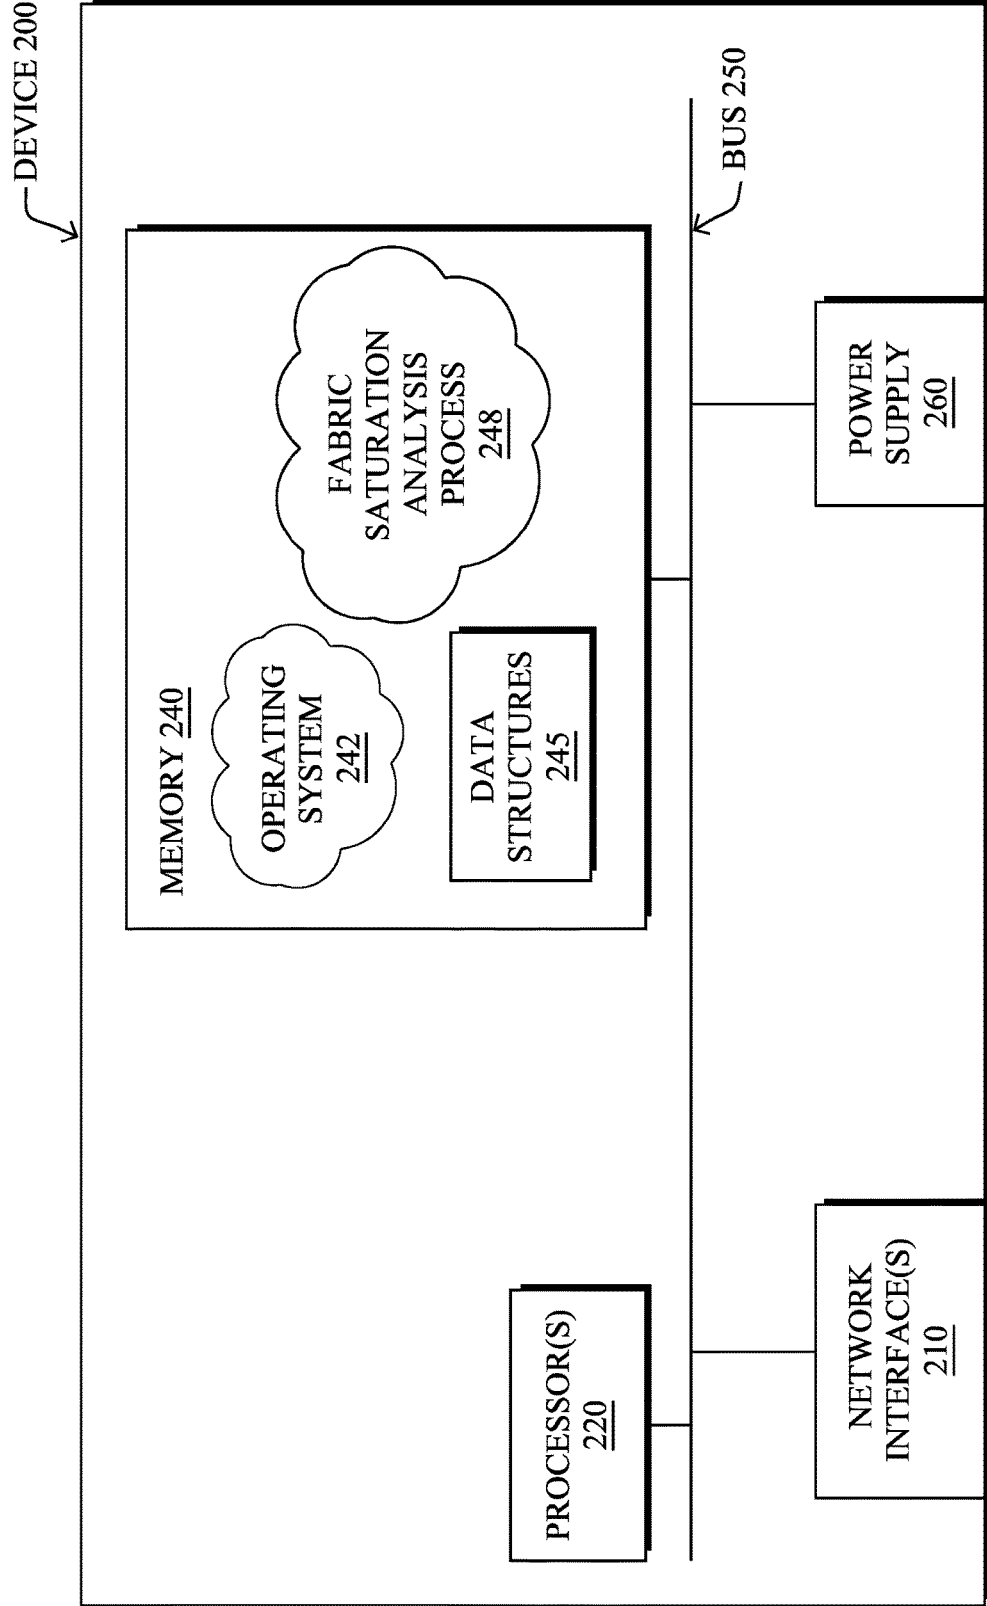 DEVICE 200
MEMORY 240
OPERATING
SYSTEM
242
DATA
STRUCTURES
245
FABRIC
SATURATION
ANALYSIS
PROCESS
248
PROCESSOR(S)
220
BUS 250
NETWORK
INTERFACE(S)
210
POWER
SUPPLY
260